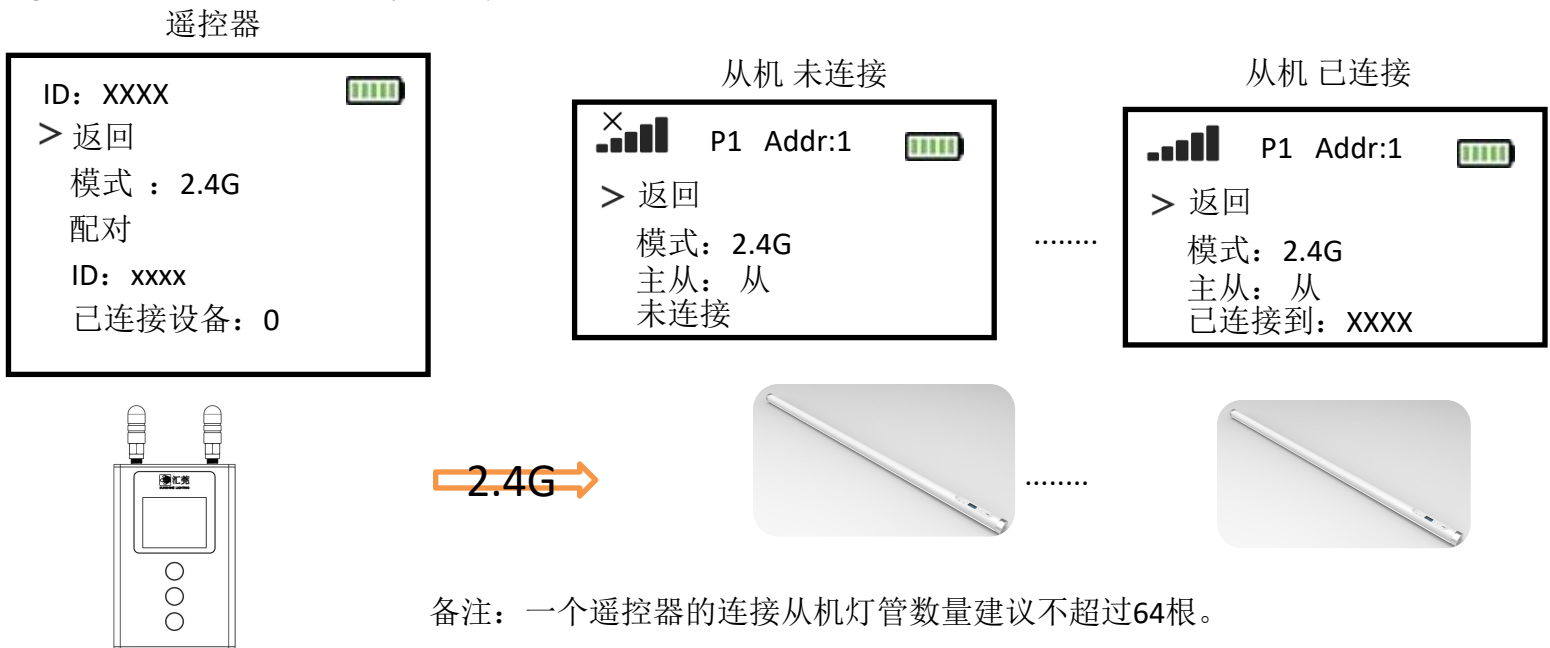 遥控器
ID：XXXX
> 返回
模式 ：2.4G
配对
ID：xxxx
已连接设备：0
从机 未连接
P1 Addr:1
> 返回
模式：2.4G
主从： 从
未连接
........
从机 已连接
P1 Addr:1
> 返回
模式：2.4G
主从： 从
已连接到：XXXX
汇莞
2.4G
........
备注：一个遥控器的连接从机灯管数量建议不超过64根。